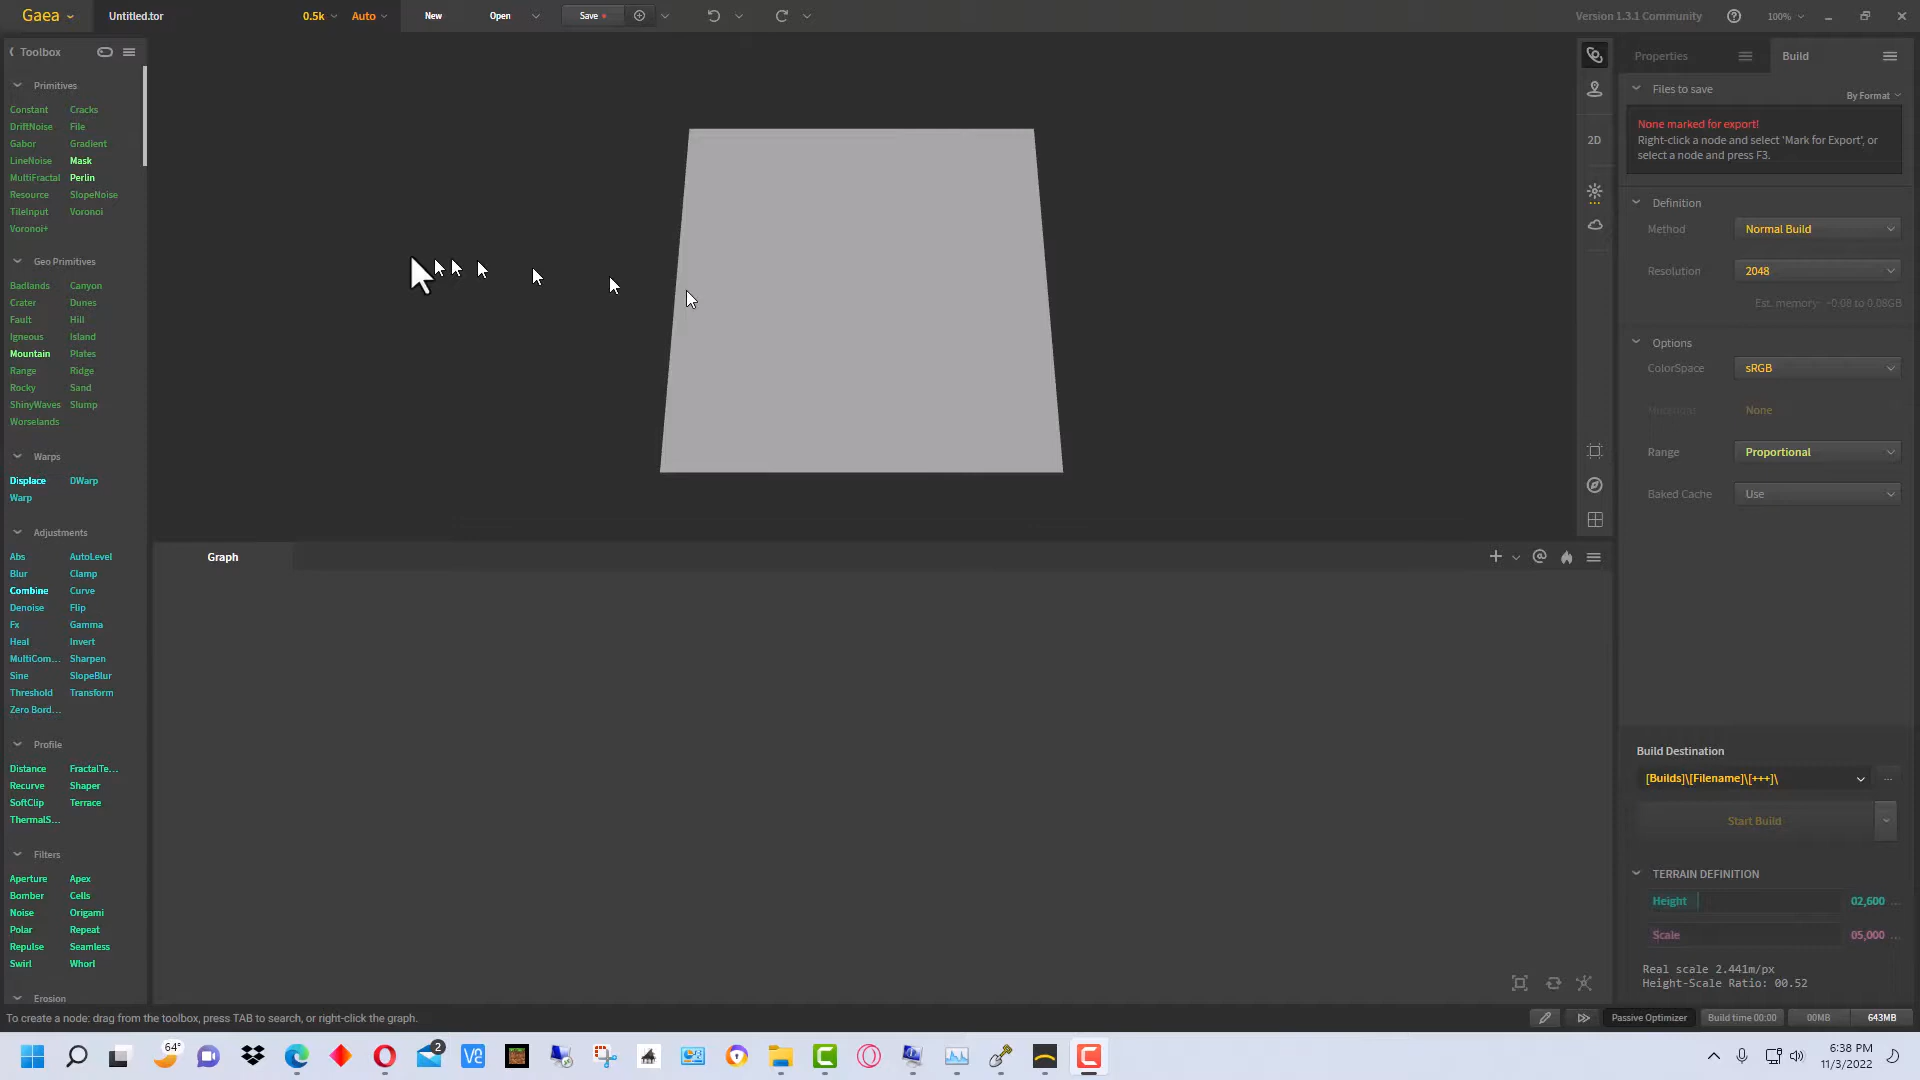 Gaea
Untitled.tor
0.5k
Auto
New
Open
Save
Version 1.3.1 Community
100%
Toolbox
Primitives
Constant Cracks
DriftNoise File
Gabor Gradient
LineNoise Mask
MultiFractal Perlin
Resource SlopeNoise
TileInput Voronoi
Voronoi+
Geo Primitives
Badlands Canyon
Crater Dunes
Fault Hill
Igneous Island
Mountain Plates
Range Ridge
Rocky Sand
ShinyWaves Slump
Worselands
Warps
Displace DWarp
Warp
Adjustments
Abs AutoLevel
Blur Clamp
Combine Curve
Denoise Flip
Fx Gamma
Heal Invert
MultiCom... Sharpen
Sine SlopeBlur
Threshold Transform
Zero Bord...
Profile
Distance FractalTe...
Recurve Shaper
SoftClip Terrace
ThermalS...
Filters
Aperture Apex
Bomber Cells
Noise Origami
Polar Repeat
Repulse Seamless
Swirl Whorl
Erosion
To create a node: drag from the toolbox, press TAB to search, or right-click the graph.
2D
Graph
Properties
Build
Files to save
By Format
None marked for export!
Right-click a node and select 'Mark for Export', or
select a node and press F3.
Definition
Method Normal Build
Resolution 2048
Est. memory: ~0.08 to 0.08GB
Options
ColorSpace sRGB
None
Range Proportional
Baked Cache Use
Build Destination
[Builds]\[Filename]\[+++]\
...
Start Build
TERRAIN DEFINITION
Height 02,600 ...
Scale 05,000 ...
Real scale 2.441m/px
Height-Scale Ratio: 00.52
Passive Optimizer
Build time 00:00
00MB
643MB
64°
2
6:38 PM
11/3/2022